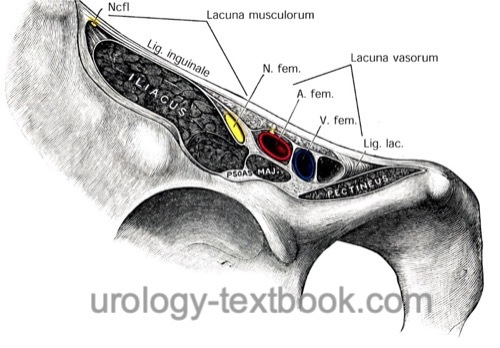 Ncfl
Lacuna musculorum
Lig. inguinale
N. fem.
Lacuna vasorum
A. fem.
V. fem.
Lig. lac.
ILIACUS
PSOAS MAJ.
PECTINEUS
urology-textbook.com